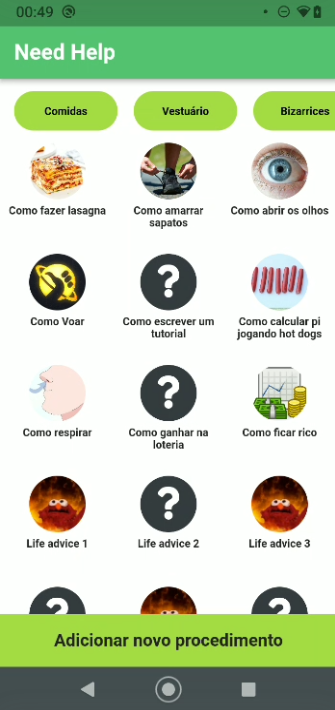 00:49
Need Help
Comidas
Vestuário
Bizarrices
Como fazer lasagna
Como amarrar
sapatos
Como abrir os olhos
Como Voar
Como escrever um
tutorial
Como calcular pi
jogando hot dogs
Como respirar
Como ganhar na
loteria
Como ficar rico
Life advice 1
Life advice 2
Life advice 3
Adicionar novo procedimento